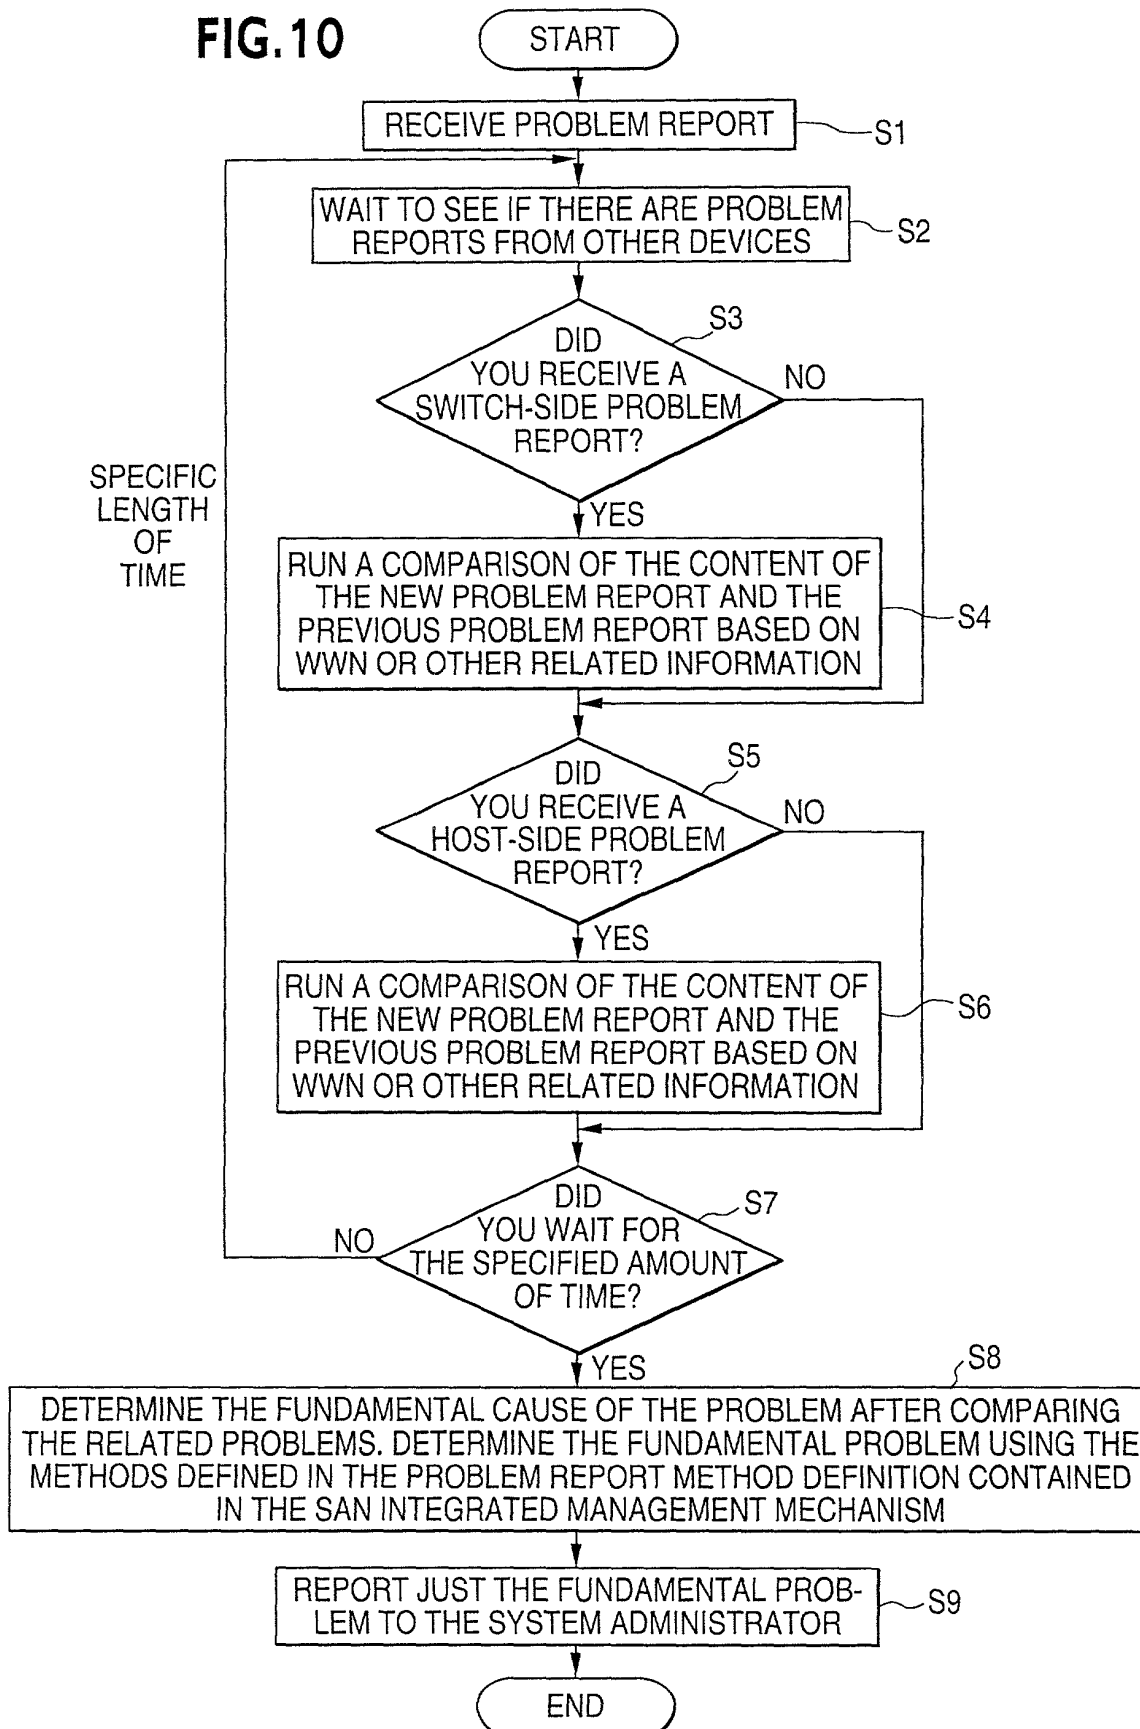 FIG.10
START
RECEIVE PROBLEM REPORT
S1
WAIT TO SEE IF THERE ARE PROBLEM
REPORTS FROM OTHER DEVICES
S2
S3
DID
YOU RECEIVE A
SWITCH-SIDE PROBLEM
REPORT?
NO
YES
SPECIFIC
LENGTH
OF
TIME
RUN A COMPARISON OF THE CONTENT OF
THE NEW PROBLEM REPORT AND THE
PREVIOUS PROBLEM REPORT BASED ON
WWN OR OTHER RELATED INFORMATION
S4
S5
DID
YOU RECEIVE A
HOST-SIDE PROBLEM
REPORT?
NO
YES
RUN A COMPARISON OF THE CONTENT OF
THE NEW PROBLEM REPORT AND THE
PREVIOUS PROBLEM REPORT BASED ON
WWN OR OTHER RELATED INFORMATION
S6
S7
DID
YOU WAIT FOR
THE SPECIFIED AMOUNT
OF TIME?
NO
YES
S8
DETERMINE THE FUNDAMENTAL CAUSE OF THE PROBLEM AFTER COMPARING
THE RELATED PROBLEMS. DETERMINE THE FUNDAMENTAL PROBLEM USING THE
METHODS DEFINED IN THE PROBLEM REPORT METHOD DEFINITION CONTAINED
IN THE SAN INTEGRATED MANAGEMENT MECHANISM
REPORT JUST THE FUNDAMENTAL PROB-
LEM TO THE SYSTEM ADMINISTRATOR
S9
END